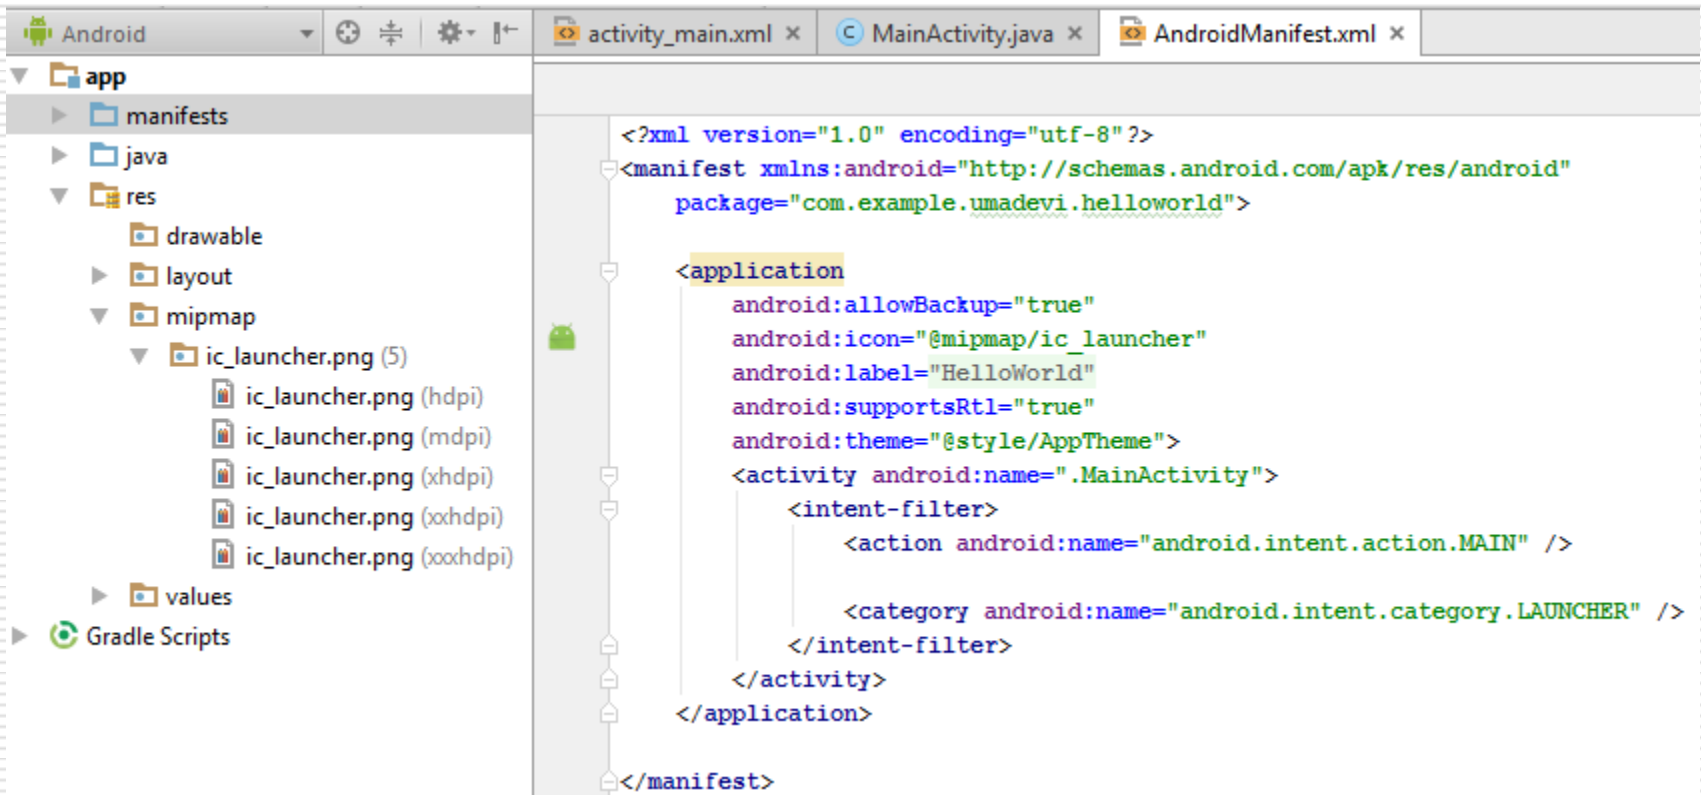 Android
app
manifests
java
res
drawable
layout
mipmap
ic_launcher.png (5)
ic_launcher.png (hdpi)
ic_launcher.png (mdpi)
ic_launcher.png (xhdpi)
ic_launcher.png (xxhdpi)
ic_launcher.png (xxxhdpi)
values
Gradle Scripts
activity_main.xml
C MainActivity.java
AndroidManifest.xml
<?xml version="1.0" encoding="utf-8"?>
<manifest xmlns:android="http://schemas.android.com/apk/res/android"
    package="com.example.umadevi.helloworld">
    <application
        android:allowBackup="true"
        android:icon="@mipmap/ic_launcher"
        android:label="HelloWorld"
        android:supportsRtl="true"
        android:theme="@style/AppTheme">
        <activity android:name=".MainActivity">
            <intent-filter>
                <action android:name="android.intent.action.MAIN" />
                <category android:name="android.intent.category.LAUNCHER" />
            </intent-filter>
        </activity>
    </application>
</manifest>